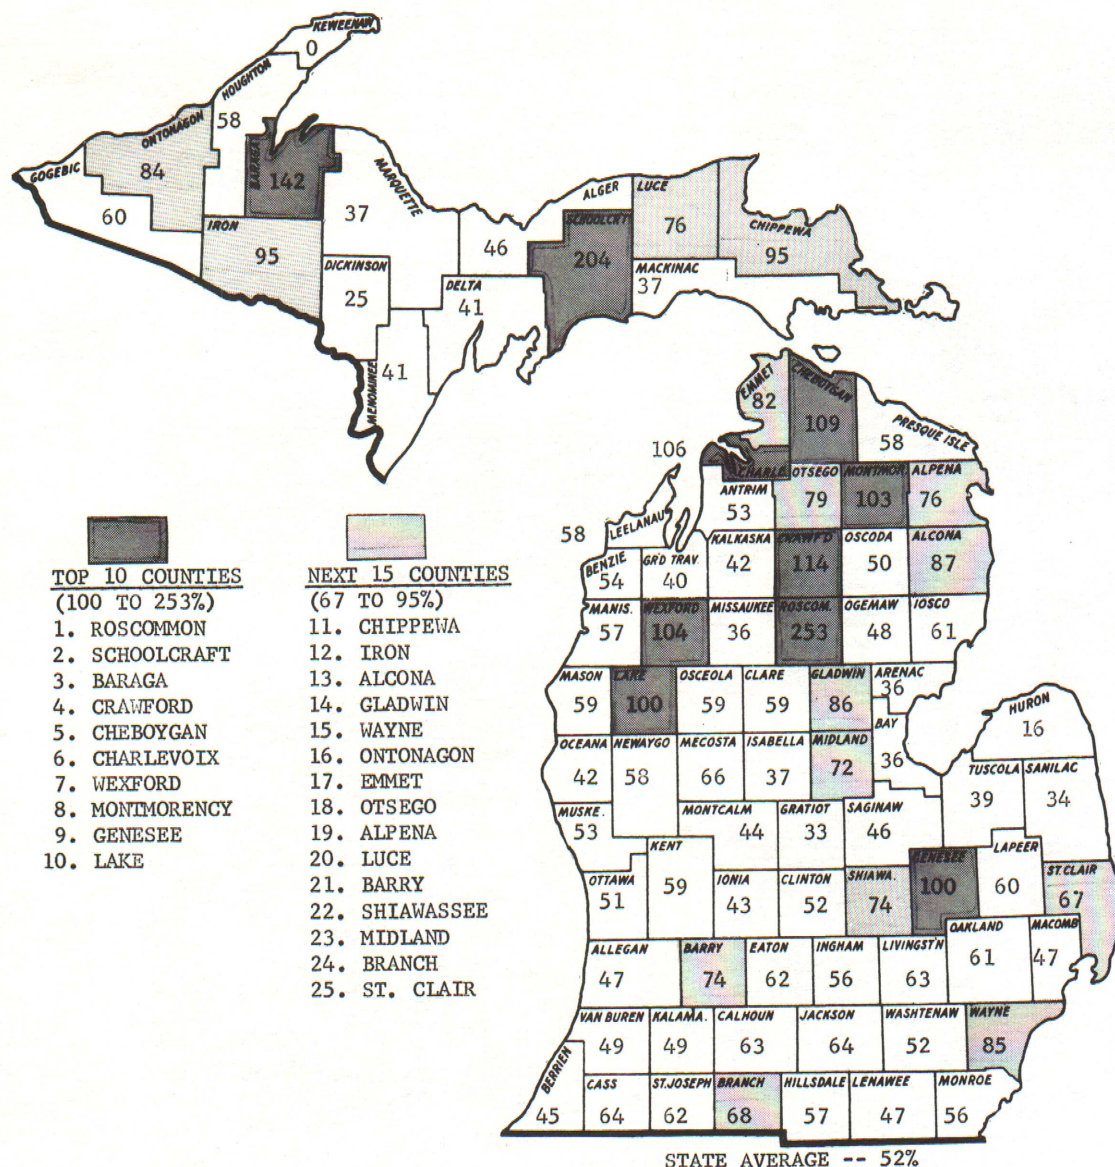 KEWEENAW
0
HOUGHTON
58
ONTONAGON
84
GOGEBIC
60
BARAGA
142
MARQUETTE
37
IRON
95
DICKINSON
25
MENOMINEE
41
DELTA
41
ALGER
46
SCHOOLCR'T
204
LUCE
76
CHIPPEWA
95
MACKINAC
37
EMMET
82
CHEBOYGAN
109
PRESQUE ISLE
58
106
CHARLE.
ANTRIM
53
OTSEGO
79
MONTMOR.
103
ALPENA
76
58
LEELANAU
BENZIE
54
GR'D TRAV.
40
KALKASKA
42
CRAWF'D
114
OSCODA
50
ALCONA
87
MANIS.
57
WEXFORD
104
MISSAUKEE
36
ROSCOM.
253
OGEMAW
48
IOSCO
61
MASON
59
LAKE
100
OSCEOLA
59
CLARE
59
GLADWIN
86
ARENAC
36
HURON
16
OCEANA
42
NEWAYGO
58
MECOSTA
66
ISABELLA
37
MIDLAND
72
BAY
36
TUSCOLA
39
SANILAC
34
MUSKE.
53
MONTCALM
44
GRATIOT
33
SAGINAW
46
KENT
59
OTTAWA
51
IONIA
43
CLINTON
52
SHIAWA.
74
GENESEE
100
LAPEER
60
ST. CLAIR
67
ALLEGAN
47
BARRY
74
EATON
62
INGHAM
56
LIVINGST'N
63
OAKLAND
61
MACOMB
47
VAN BUREN
49
KALAMA.
49
CALHOUN
63
JACKSON
64
WASHTENAW
52
WAYNE
85
BERRIEN
45
CASS
64
ST. JOSEPH
62
BRANCH
68
HILLSDALE
57
LENAWEE
47
MONROE
56
STATE AVERAGE -- 52%
TOP 10 COUNTIES
(100 TO 253%)
1. ROSCOMMON
2. SCHOOLCRAFT
3. BARAGA
4. CRAWFORD
5. CHEBOYGAN
6. CHARLEVOIX
7. WEXFORD
8. MONTMORENCY
9. GENESEE
10. LAKE
NEXT 15 COUNTIES
(67 TO 95%)
11. CHIPPEWA
12. IRON
13. ALCONA
14. GLADWIN
15. WAYNE
16. ONTONAGON
17. EMMET
18. OTSEGO
19. ALPENA
20. LUCE
21. BARRY
22. SHIAWASSEE
23. MIDLAND
24. BRANCH
25. ST. CLAIR